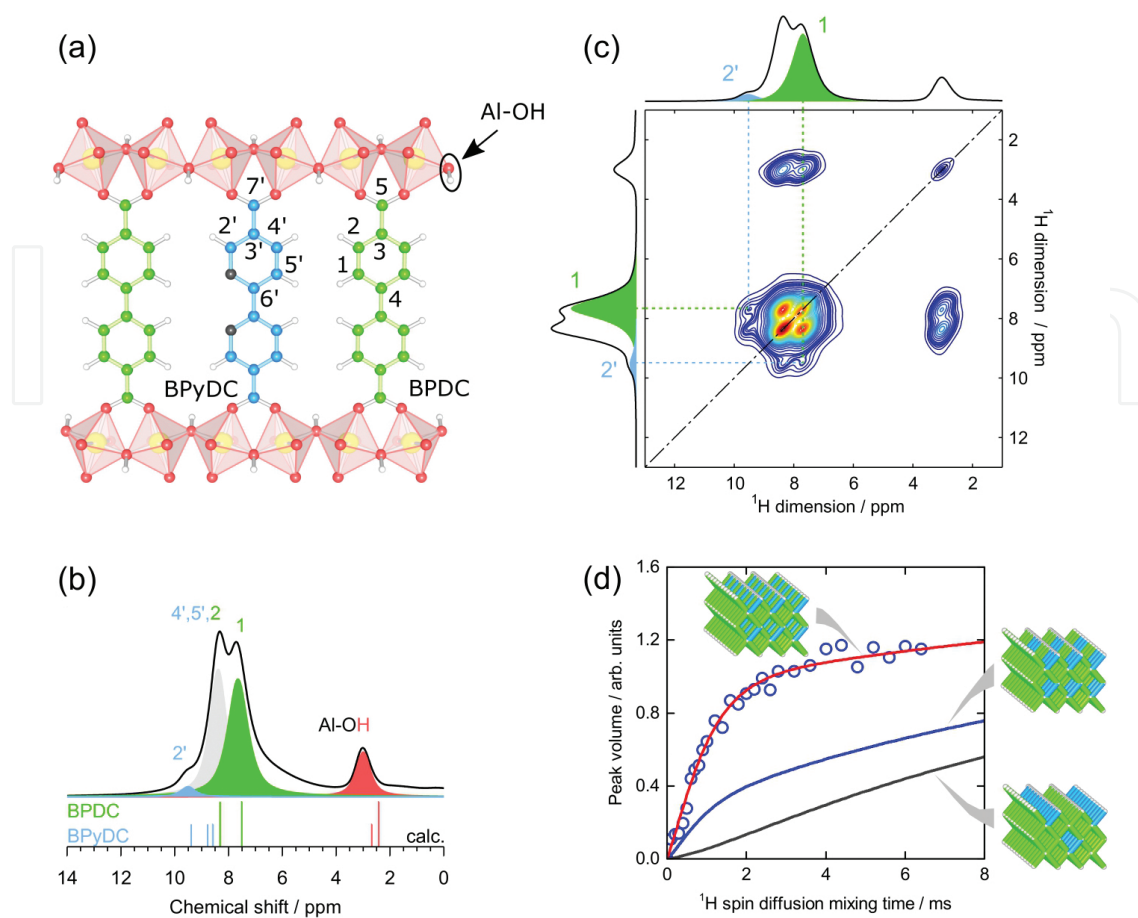 (a)
Al-OH
7'
5
2'
4'
2
3'
3
5'
1
6'
4
BPyDC
BPDC
(b)
4',5',2
1
2'
Al-OH
BPDC
BPyDC
calc.
14 12 10 8 6 4 2 0
Chemical shift / ppm
(c)
1
2'
2
4
6
8
10
12
1
2'
¹H dimension / ppm
12 10 8 6 4 2
¹H dimension / ppm
(d)
1.6
1.2
0.8
0.4
0.0
Peak volume / arb. units
0 2 4 6 8
¹H spin diffusion mixing time / ms